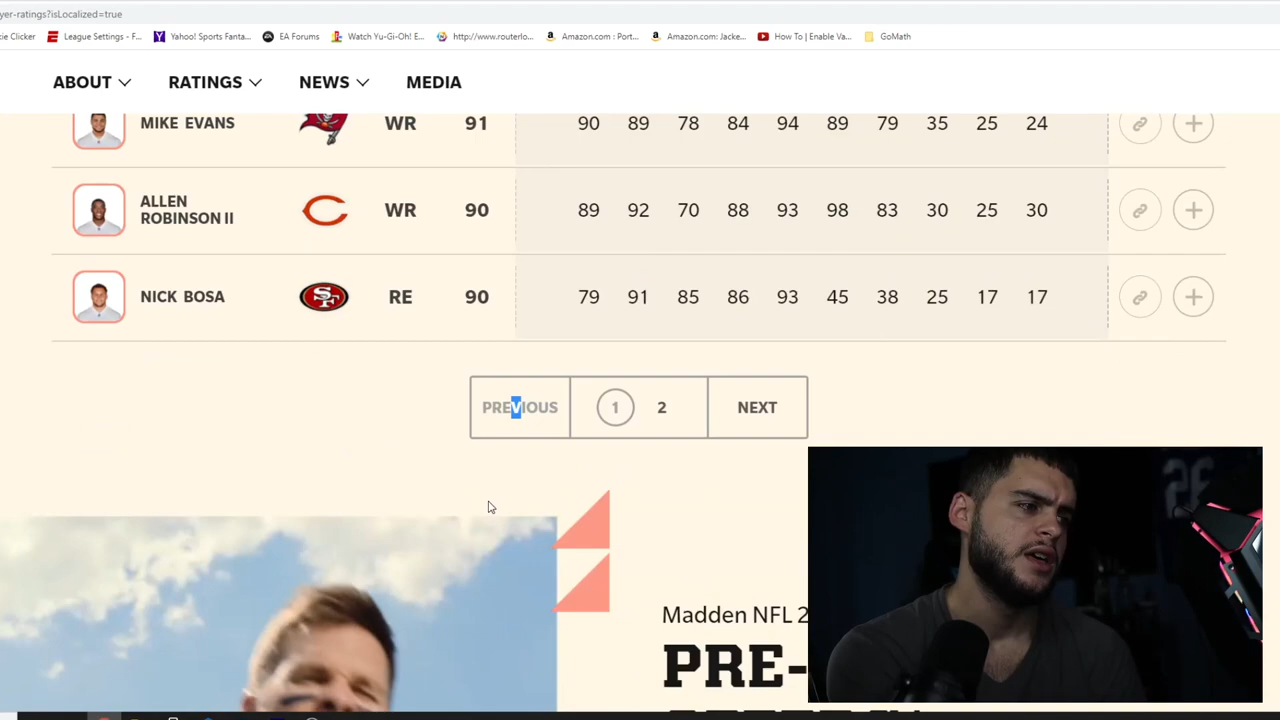 yer-ratings?isLocalized=true
ie Clicker League Settings - F... Yahoo! Sports Fanta... EA Forums Watch Yu-Gi-Oh! E... http://www.routerlo... Amazon.com : Port... Amazon.com: Jacke... How To | Enable Va... GoMath
ABOUT RATINGS NEWS MEDIA
MIKE EVANS WR 91 90 89 78 84 94 89 79 35 25 24
ALLEN
ROBINSON II WR 90 89 92 70 88 93 98 83 30 25 30
NICK BOSA RE 90 79 91 85 86 93 45 38 25 17 17
PREVIOUS 1 2 NEXT
Madden NFL 2
PRE-